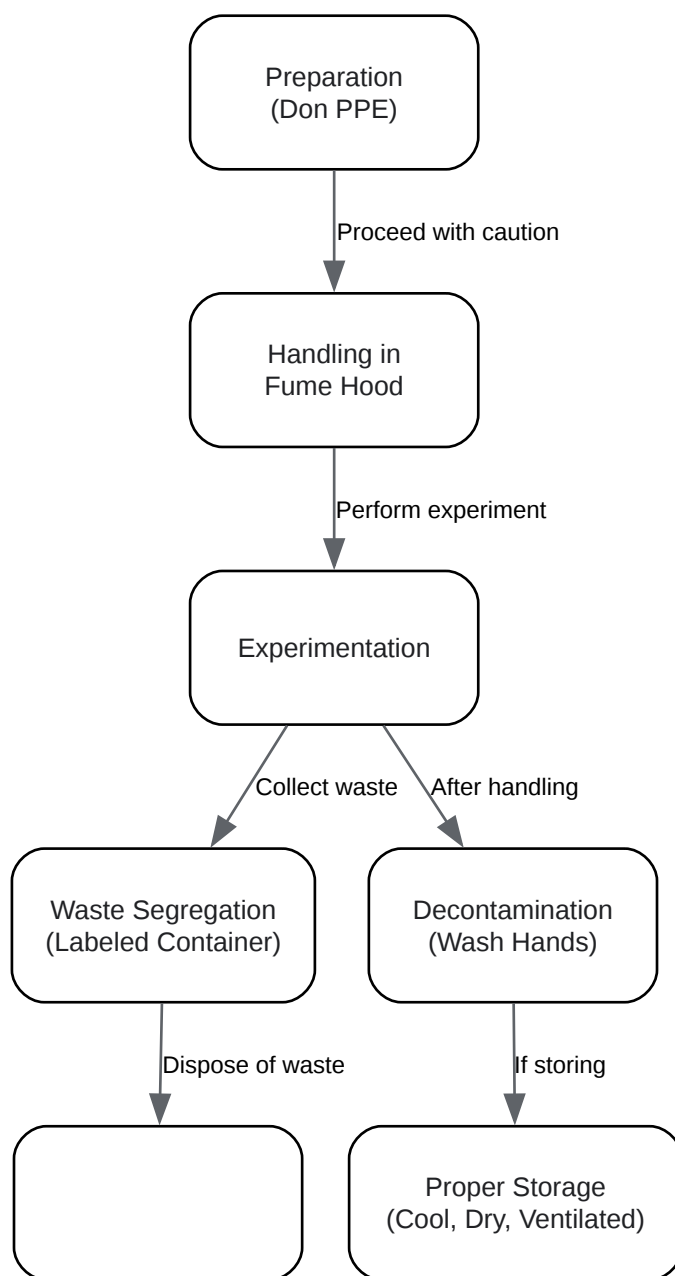 Preparation
(Don PPE)
Proceed with caution
Handling in
Fume Hood
Perform experiment
Experimentation
Collect waste
After handling
Waste Segregation
(Labeled Container)
Decontamination
(Wash Hands)
Dispose of waste
If storing
Proper Storage
(Cool, Dry, Ventilated)